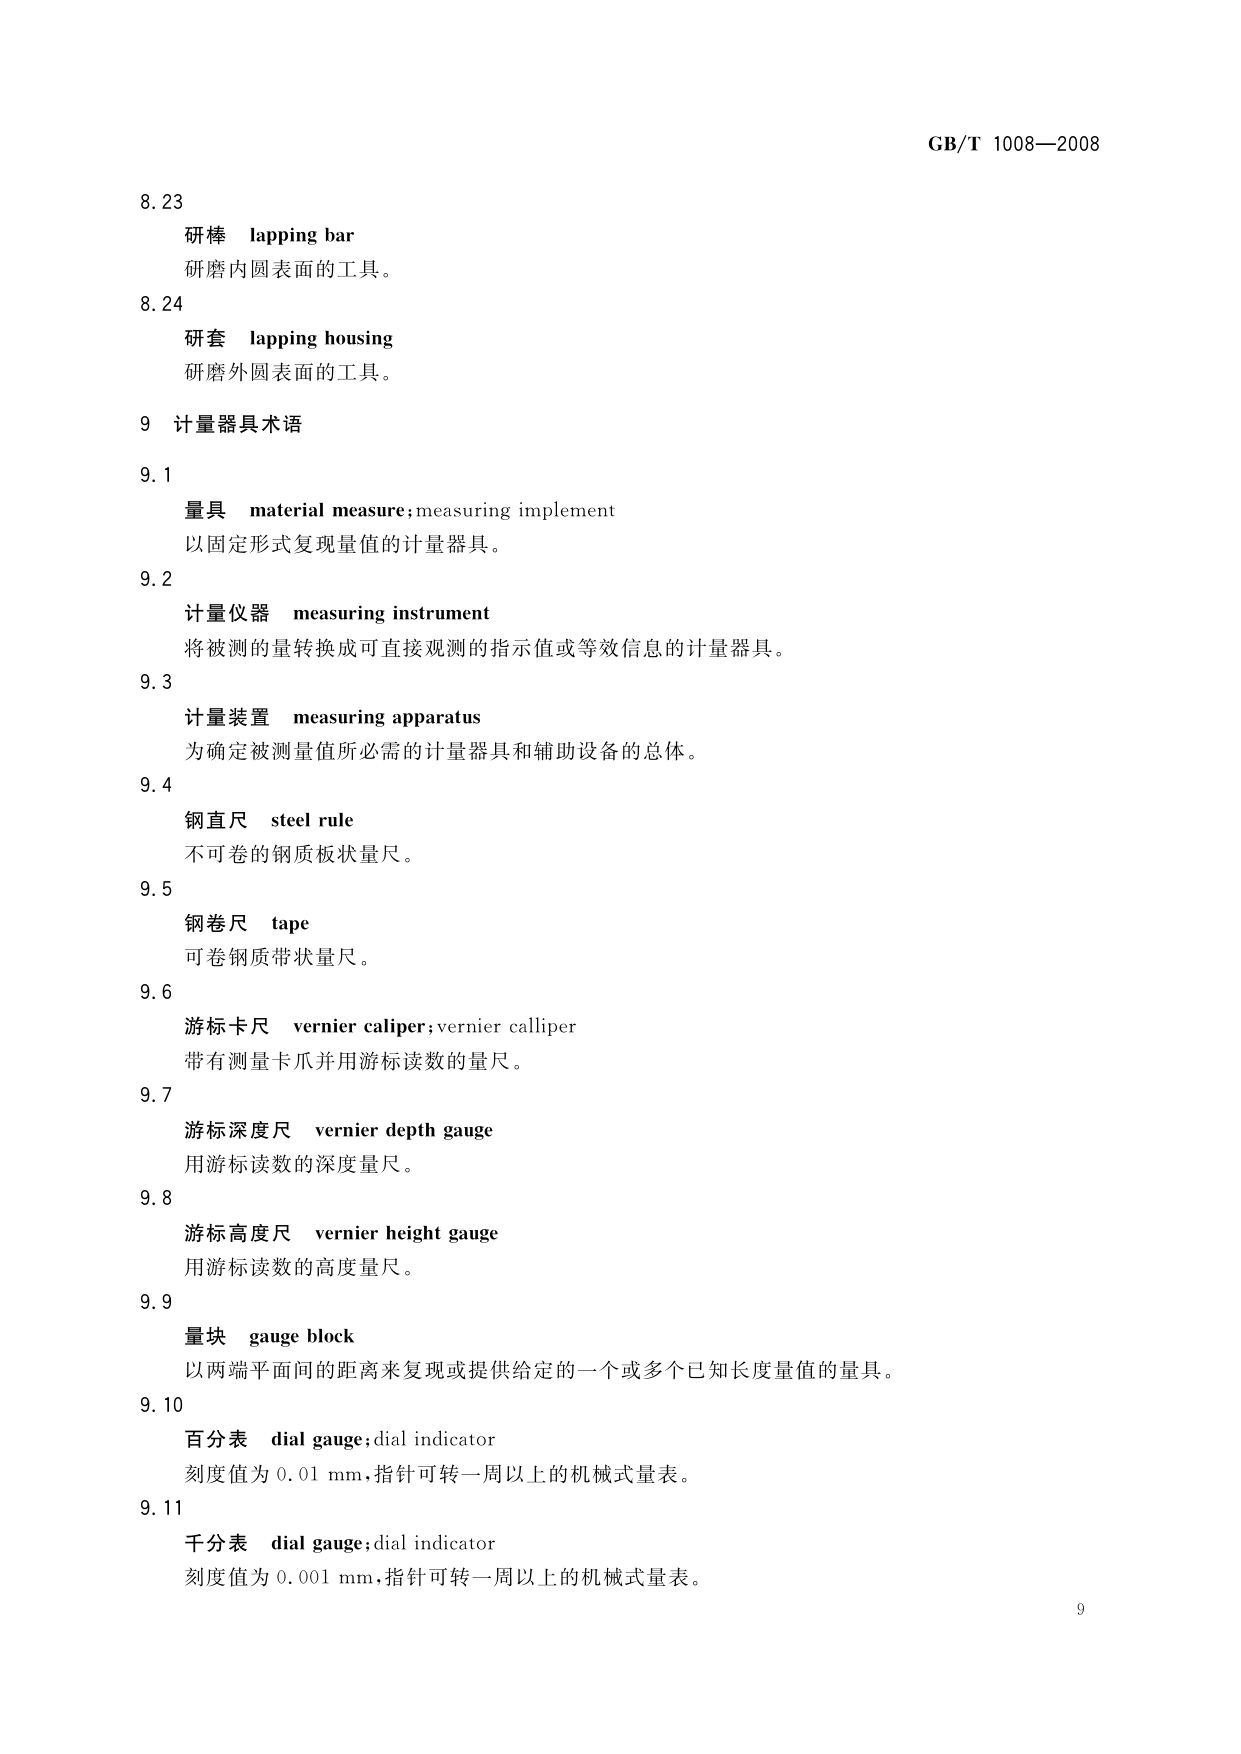 GB/T 1008—2008
8.23
研棒 lapping bar
研磨内圆表面的工具。
8.24
研套 lapping housing
研磨外圆表面的工具。
9 计量器具术语
9.1
量具 material measure;measuring implement
以固定形式复现量值的计量器具。
9.2
计量仪器 measuring instrument
将被测的量转换成可直接观测的指示值或等效信息的计量器具。
9.3
计量装置 measuring apparatus
为确定被测量值所必需的计量器具和辅助设备的总体。
9.4
钢直尺 steel rule
不可卷的钢质板状量尺。
9.5
钢卷尺 tape
可卷钢质带状量尺。
9.6
游标卡尺 vernier caliper;vernier calliper
带有测量卡爪并用游标读数的量尺。
9.7
游标深度尺 vernier depth gauge
用游标读数的深度量尺。
9.8
游标高度尺 vernier height gauge
用游标读数的高度量尺。
9.9
量块 gauge block
以两端平面间的距离来复现或提供给定的一个或多个已知长度量值的量具。
9.10
百分表 dial gauge;dial indicator
刻度值为 0.01 mm,指针可转一周以上的机械式量表。
9.11
千分表 dial gauge;dial indicator
刻度值为 0.001 mm,指针可转一周以上的机械式量表。
9